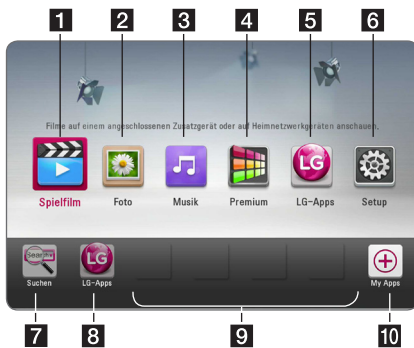 1 2 3 4 5 6
Filme auf einem angeschlossenen Zusatzgerät oder auf Heimnetzwerkgeräten anschauen.
LG
Spielfilm Foto Musik Premium LG-Apps Setup
Search LG
Suchen LG-Apps My Apps
7 8 9 10